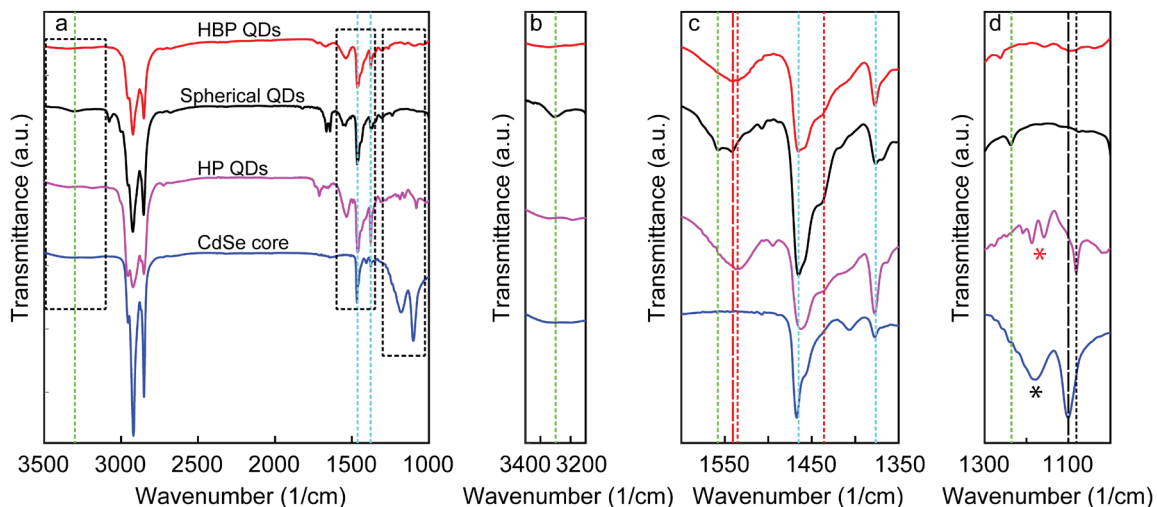 a
HBP QDs
Spherical QDs
HP QDs
CdSe core
Transmittance (a.u.)
3500 3000 2500 2000 1500 1000
Wavenumber (1/cm)
b
Transmittance (a.u.)
3400 3200
Wavenumber (1/cm)
c
Transmittance (a.u.)
1550 1450 1350
Wavenumber (1/cm)
d
*
*
Transmittance (a.u.)
1300 1100
Wavenumber (1/cm)